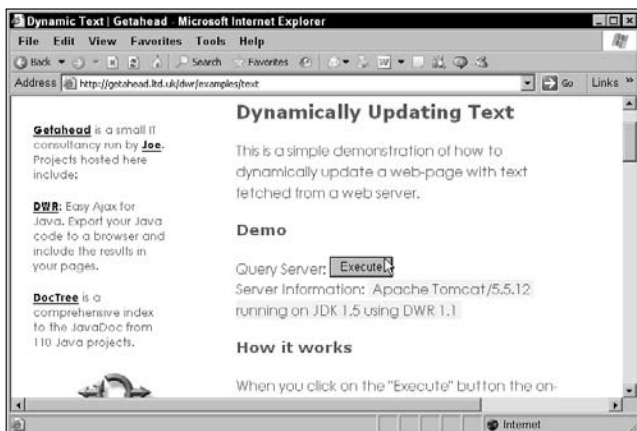 Dynamic Text | Getahead - Microsoft Internet Explorer
File Edit View Favorites Tools Help
Back Search Favorites
Address http://getahead.ltd.uk/dwr/examples/text Go Links »
Getahead is a small IT
consultancy run by Joe.
Projects hosted here
include:
DWR: Easy Ajax for
Java. Export your Java
code to a browser and
include the results in
your pages.
DocTree is a
comprehensive index
to the JavaDoc from
110 Java projects.
Dynamically Updating Text
This is a simple demonstration of how to
dynamically update a web-page with text
fetched from a web server.
Demo
Query Server: Execute
Server Information: Apache Tomcat/5.5.12
running on JDK 1.5 using DWR 1.1
How it works
When you click on the "Execute" button the on-
Internet